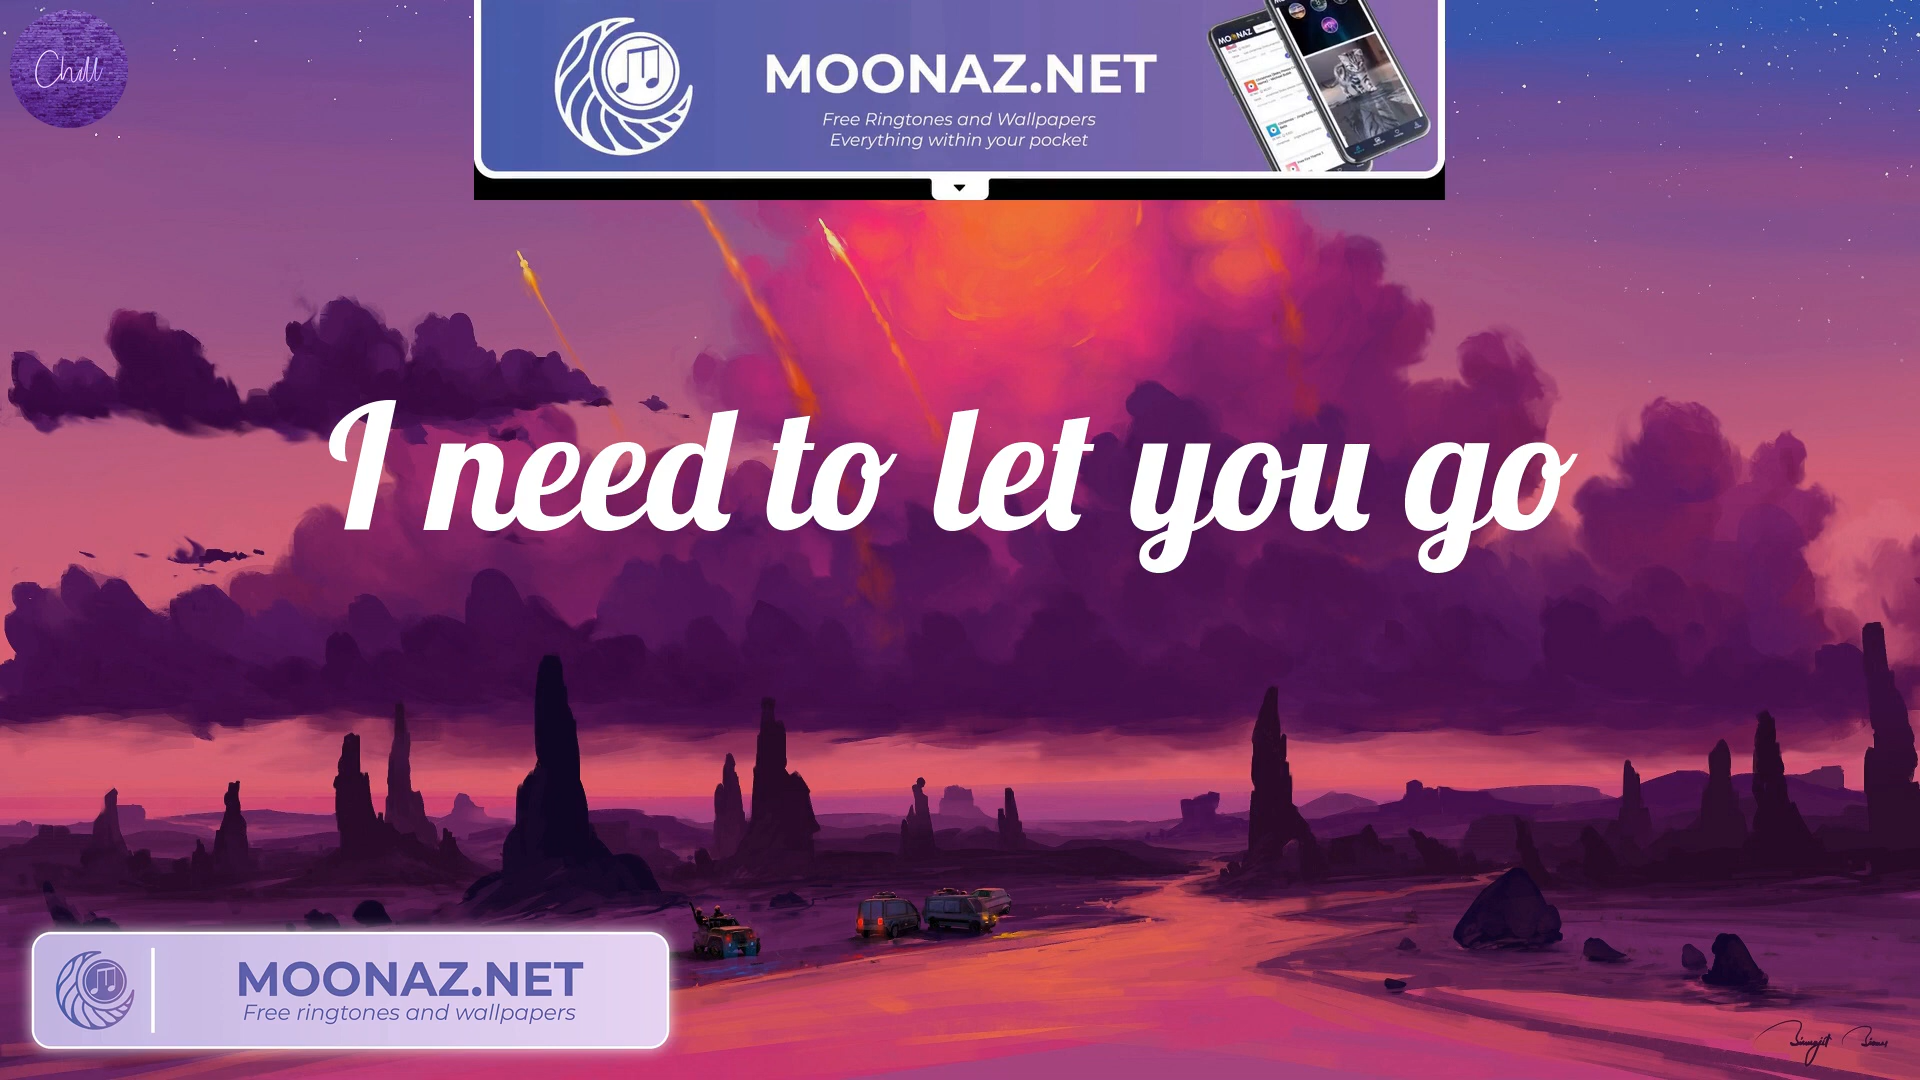 Chill
MOONAZ.NET
Free Ringtones and Wallpapers
Everything within your pocket
I need to let you go
MOONAZ.NET
Free ringtones and wallpapers